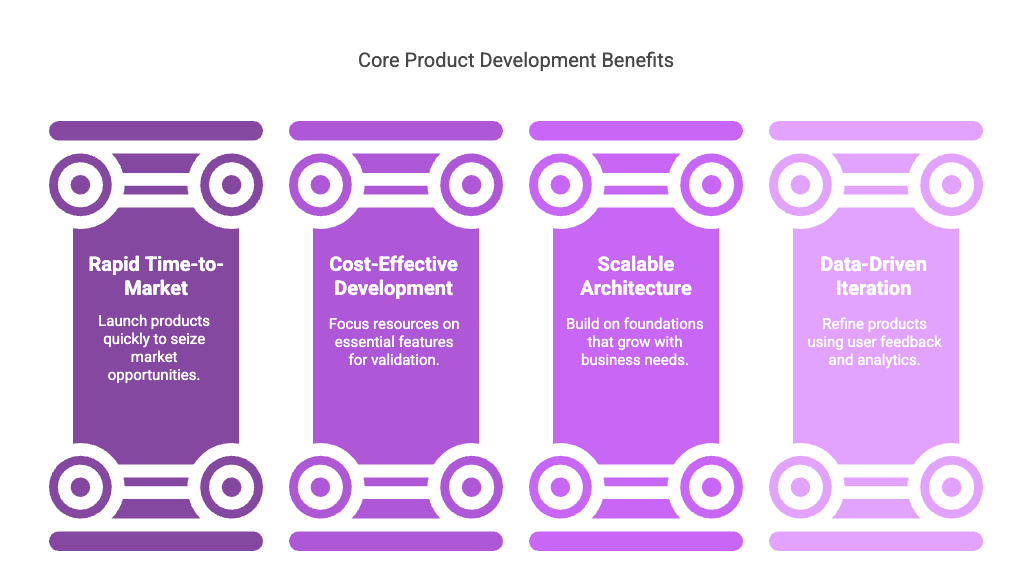 Core Product Development Benefits
Rapid Time-to-
Market
Launch products
quickly to seize
market
opportunities.
Cost-Effective
Development
Focus resources on
essential features
for validation.
Scalable
Architecture
Build on foundations
that grow with
business needs.
Data-Driven
Iteration
Refine products
using user feedback
and analytics.